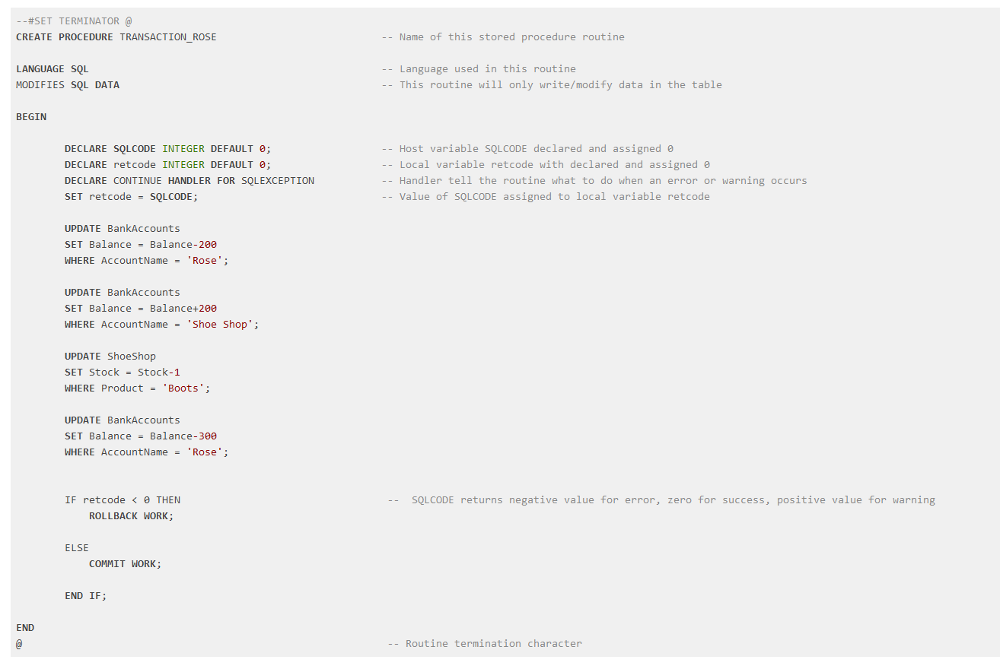 --#SET TERMINATOR @
CREATE PROCEDURE TRANSACTION_ROSE -- Name of this stored procedure routine
LANGUAGE SQL -- Language used in this routine
MODIFIES SQL DATA -- This routine will only write/modify data in the table
BEGIN
DECLARE SQLCODE INTEGER DEFAULT 0; -- Host variable SQLCODE declared and assigned 0
DECLARE retcode INTEGER DEFAULT 0; -- Local variable retcode with declared and assigned 0
DECLARE CONTINUE HANDLER FOR SQLEXCEPTION -- Handler tell the routine what to do when an error or warning occurs
SET retcode = SQLCODE; -- Value of SQLCODE assigned to local variable retcode
UPDATE BankAccounts
SET Balance = Balance-200
WHERE AccountName = 'Rose';
UPDATE BankAccounts
SET Balance = Balance+200
WHERE AccountName = 'Shoe Shop';
UPDATE ShoeShop
SET Stock = Stock-1
WHERE Product = 'Boots';
UPDATE BankAccounts
SET Balance = Balance-300
WHERE AccountName = 'Rose';
IF retcode < 0 THEN -- SQLCODE returns negative value for error, zero for success, positive value for warning
ROLLBACK WORK;
ELSE
COMMIT WORK;
END IF;
END
@ -- Routine termination character